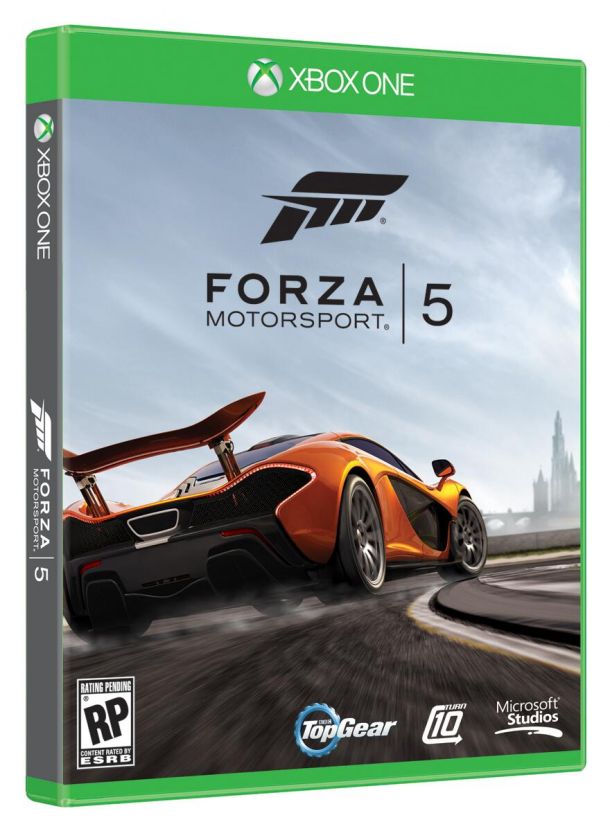 XBOX ONE
FORZA
MOTORSPORT® 5
XBOX ONE
FORZA
MOTORSPORT® 5
RATING PENDING
RP
CONTENT RATED BY
ESRB
TopGear
TURN
10
Microsoft®
Studios